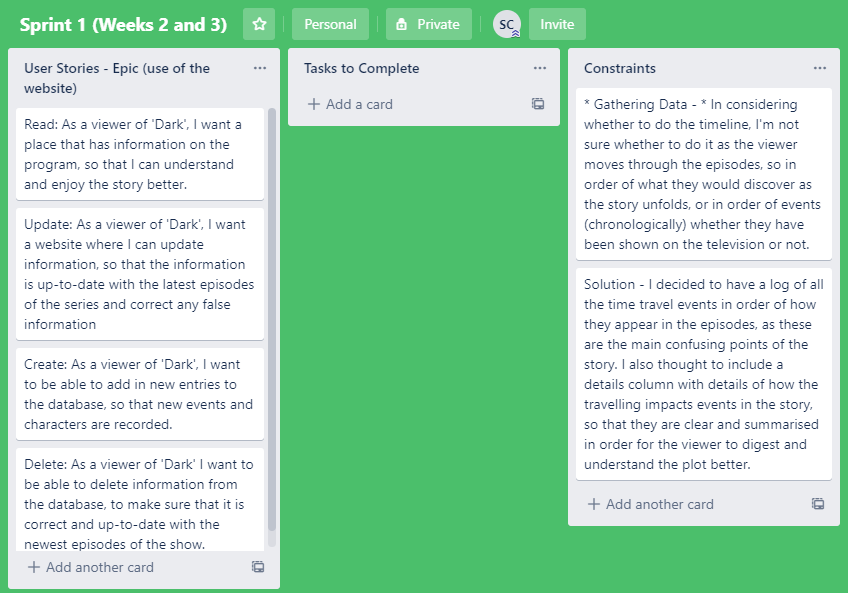 Sprint 1 (Weeks 2 and 3)
Personal
Private
SC
Invite
User Stories - Epic (use of the
website)
Read: As a viewer of 'Dark', I want a
place that has information on the
program, so that I can understand
and enjoy the story better.
Update: As a viewer of 'Dark', I want
a website where I can update
information, so that the information
is up-to-date with the latest episodes
of the series and correct any false
information
Create: As a viewer of 'Dark', I want
to be able to add in new entries to
the database, so that new events and
characters are recorded.
Delete: As a viewer of 'Dark' I want to
be able to delete information from
the database, to make sure that it is
correct and up-to-date with the
newest episodes of the show.
+ Add another card
Tasks to Complete
+ Add a card
Constraints
* Gathering Data - * In considering
whether to do the timeline, I'm not
sure whether to do it as the viewer
moves through the episodes, so in
order of what they would discover as
the story unfolds, or in order of events
(chronologically) whether they have
been shown on the television or not.
Solution - I decided to have a log of all
the time travel events in order of how
they appear in the episodes, as these
are the main confusing points of the
story. I also thought to include a
details column with details of how the
travelling impacts events in the story,
so that they are clear and summarised
in order for the viewer to digest and
understand the plot better.
+ Add another card